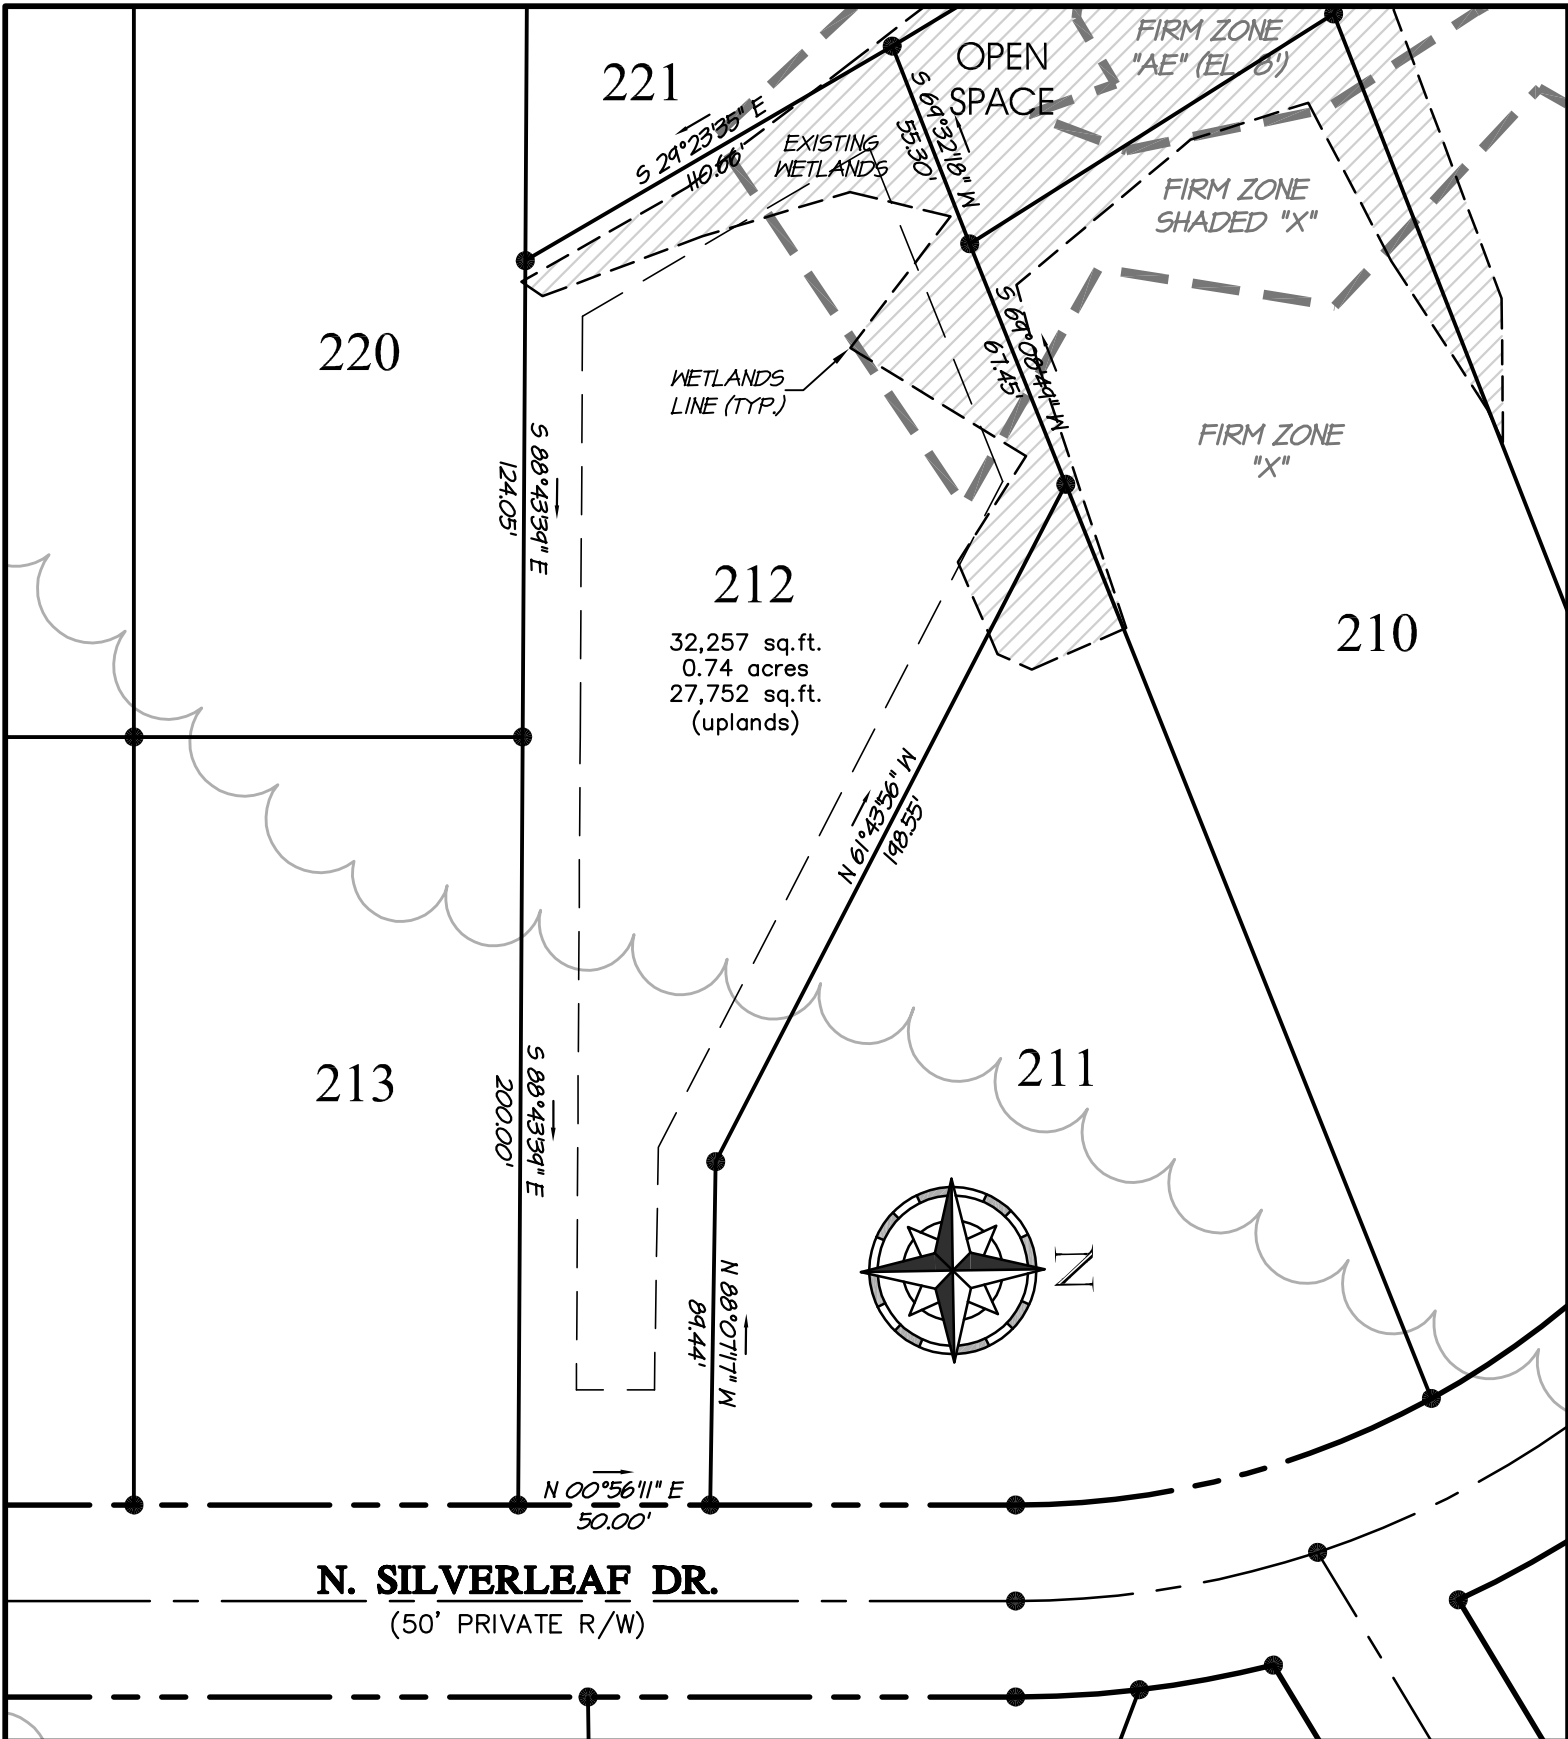 221
OPEN
SPACE
FIRM ZONE
"AE" (EL. 6')
S 29°23'35" E
110.66'
EXISTING
WETLANDS
S 69°32'18" W
55.30'
FIRM ZONE
SHADED "X"
220
WETLANDS
LINE (TYP.)
S 69°08'49" W
67.45'
FIRM ZONE
"X"
S 88°43'39" E
124.05'
212
32,257 sq.ft.
0.74 acres
27,752 sq.ft.
(uplands)
210
N 61°43'56" W
198.55'
213
S 88°43'39" E
200.00'
211
N
N 88°07'17" W
89.44'
N 00°56'11" E
50.00'
N. SILVERLEAF DR.
(50' PRIVATE R/W)